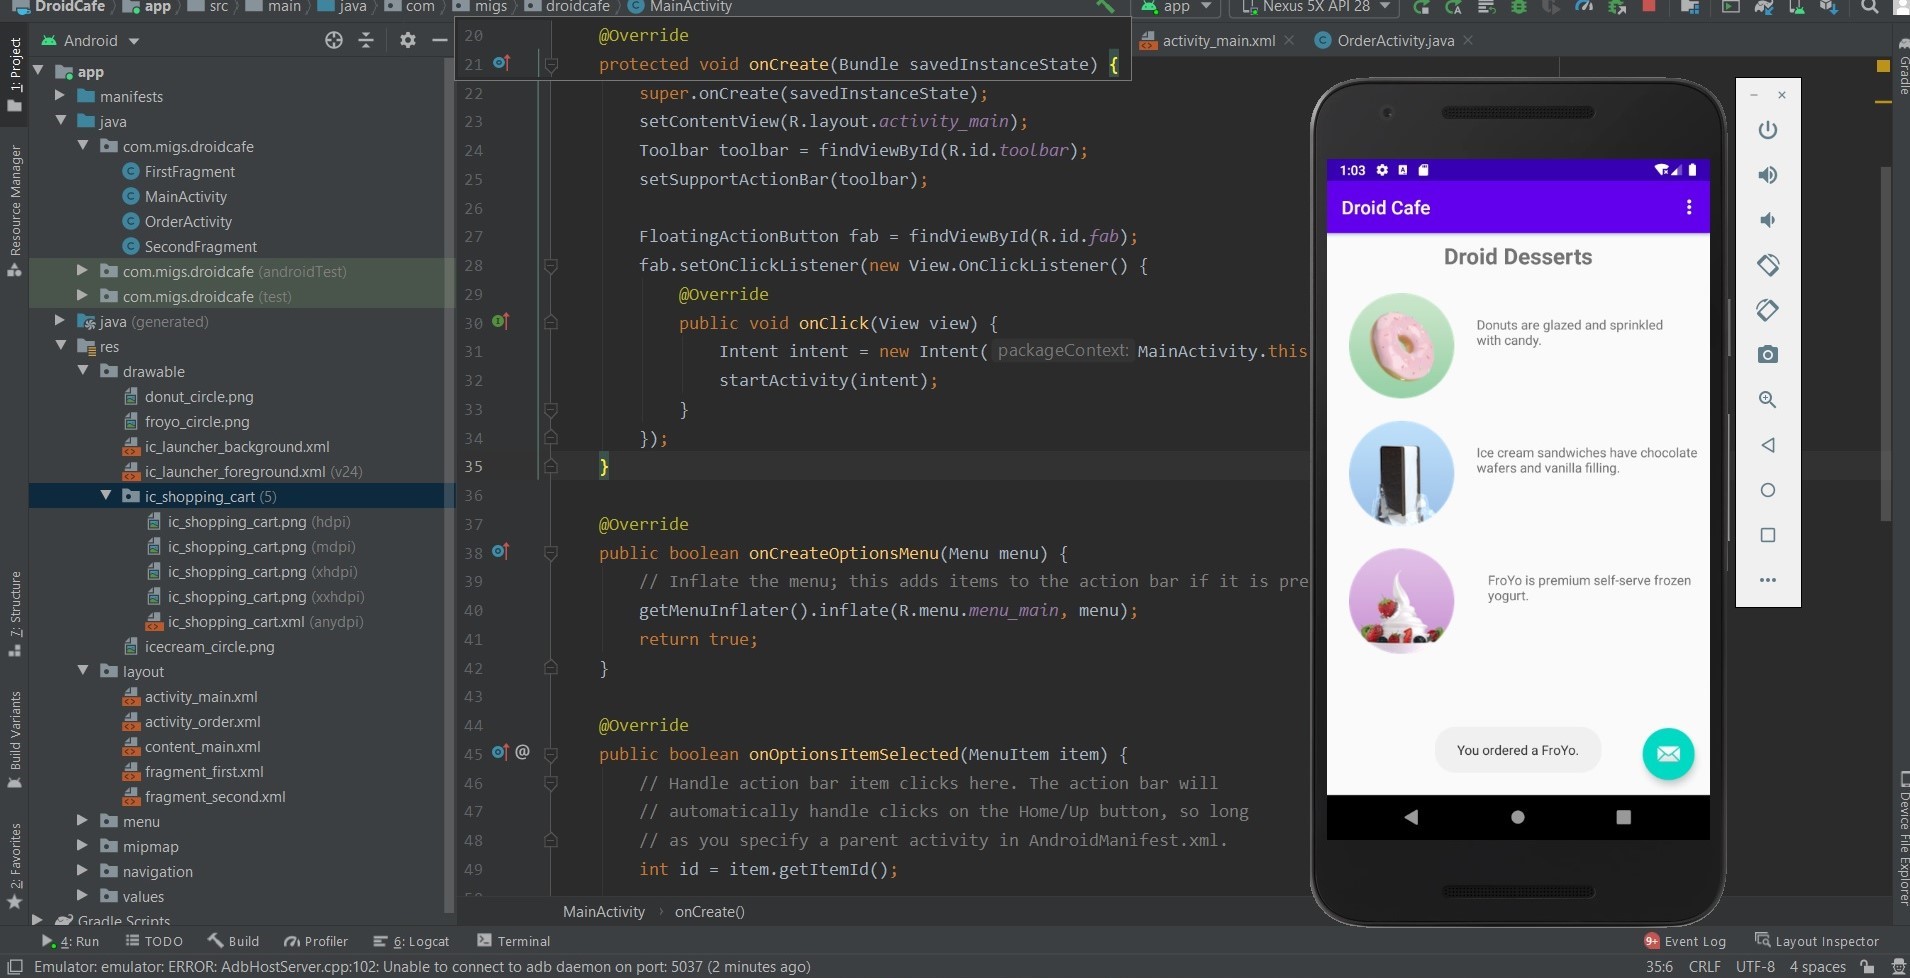 DroidCafe app src main java com migs droidcafe MainActivity
app Nexus 5X API 28
Android
activity_main.xml
OrderActivity.java
1: Project
Resource Manager
7: Structure
Build Variants
2: Favorites
app
manifests
java
com.migs.droidcafe
FirstFragment
MainActivity
OrderActivity
SecondFragment
com.migs.droidcafe (androidTest)
com.migs.droidcafe (test)
java (generated)
res
drawable
donut_circle.png
froyo_circle.png
ic_launcher_background.xml
ic_launcher_foreground.xml (v24)
ic_shopping_cart (5)
ic_shopping_cart.png (hdpi)
ic_shopping_cart.png (mdpi)
ic_shopping_cart.png (xhdpi)
ic_shopping_cart.png (xxhdpi)
ic_shopping_cart.xml (anydpi)
icecream_circle.png
layout
activity_main.xml
activity_order.xml
content_main.xml
fragment_first.xml
fragment_second.xml
menu
mipmap
navigation
values
Gradle Scripts
20 @Override
21 protected void onCreate(Bundle savedInstanceState) {
22 super.onCreate(savedInstanceState);
23 setContentView(R.layout.activity_main);
24 Toolbar toolbar = findViewById(R.id.toolbar);
25 setSupportActionBar(toolbar);
26
27 FloatingActionButton fab = findViewById(R.id.fab);
28 fab.setOnClickListener(new View.OnClickListener() {
29 @Override
30 public void onClick(View view) {
31 Intent intent = new Intent( packageContext: MainActivity.this
32 startActivity(intent);
33 }
34 });
35 }
36
37 @Override
38 public boolean onCreateOptionsMenu(Menu menu) {
39 // Inflate the menu; this adds items to the action bar if it is pre
40 getMenuInflater().inflate(R.menu.menu_main, menu);
41 return true;
42 }
43
44 @Override
45 @ public boolean onOptionsItemSelected(MenuItem item) {
46 // Handle action bar item clicks here. The action bar will
47 // automatically handle clicks on the Home/Up button, so long
48 // as you specify a parent activity in AndroidManifest.xml.
49 int id = item.getItemId();
MainActivity › onCreate()
1:03
Droid Cafe
Droid Desserts
Donuts are glazed and sprinkled
with candy.
Ice cream sandwiches have chocolate
wafers and vanilla filling.
FroYo is premium self-serve frozen
yogurt.
You ordered a FroYo.
Gradle
Device File Explorer
4: Run TODO Build Profiler 6: Logcat Terminal
9+ Event Log Layout Inspector
Emulator: emulator: ERROR: AdbHostServer.cpp:102: Unable to connect to adb daemon on port: 5037 (2 minutes ago)
35:6 CRLF UTF-8 4 spaces